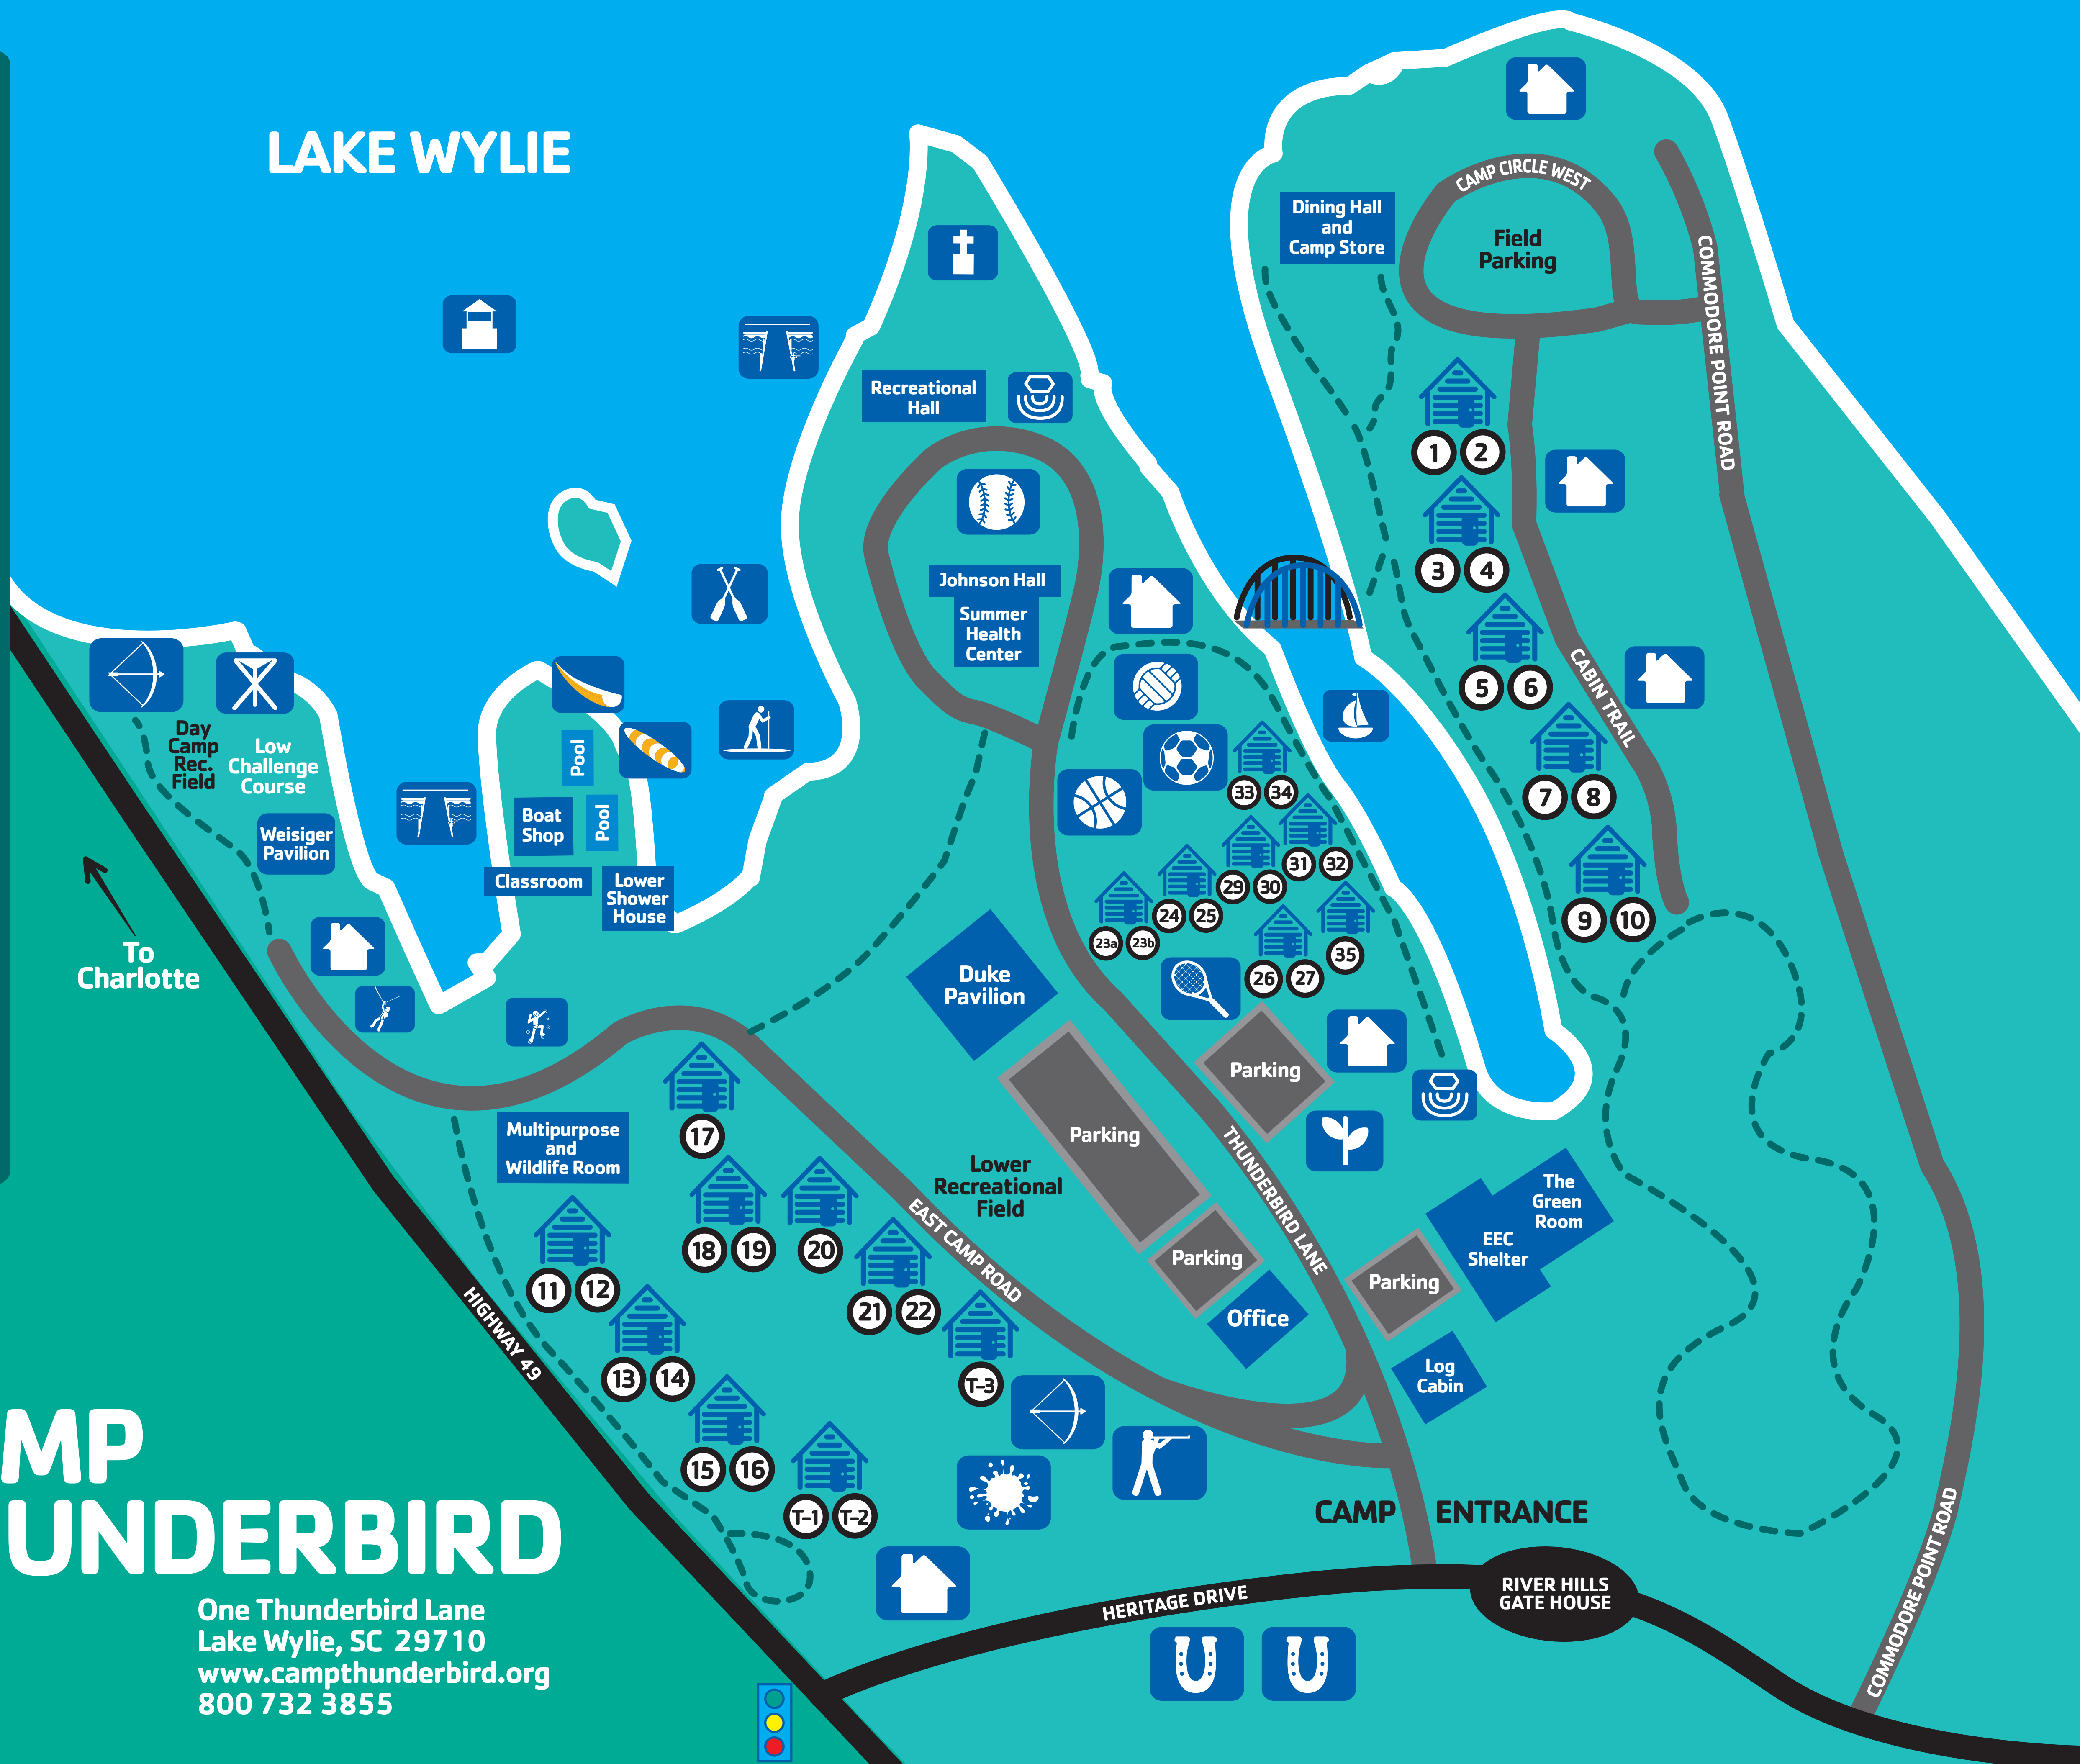 LAKE WYLIE
CAMP CIRCLE WEST
Dining Hall
and
Camp Store
Field
Parking
COMMODORE POINT ROAD
Recreational
Hall
1
2
3
4
Johnson Hall
Summer
Health
Center
5
6
CABIN TRAIL
7
8
9
10
Day
Camp
Rec.
Field
Low
Challenge
Course
Weisiger
Pavilion
Pool
Boat
Shop
Pool
Classroom
Lower
Shower
House
33
34
31
32
29
30
24
25
23a
23b
35
26
27
To
Charlotte
Duke
Pavilion
Parking
Parking
Lower
Recreational
Field
THUNDERBIRD LANE
EAST CAMP ROAD
Parking
Office
Parking
The
Green
Room
EEC
Shelter
Log
Cabin
Multipurpose
and
Wildlife Room
17
18
19
20
11
12
21
22
13
14
T-3
15
16
T-1
T-2
HIGHWAY 49
CAMP ENTRANCE
RIVER HILLS
GATE HOUSE
HERITAGE DRIVE
COMMODORE POINT ROAD
MP
UNDERBIRD
One Thunderbird Lane
Lake Wylie, SC 29710
www.campthunderbird.org
800 732 3855